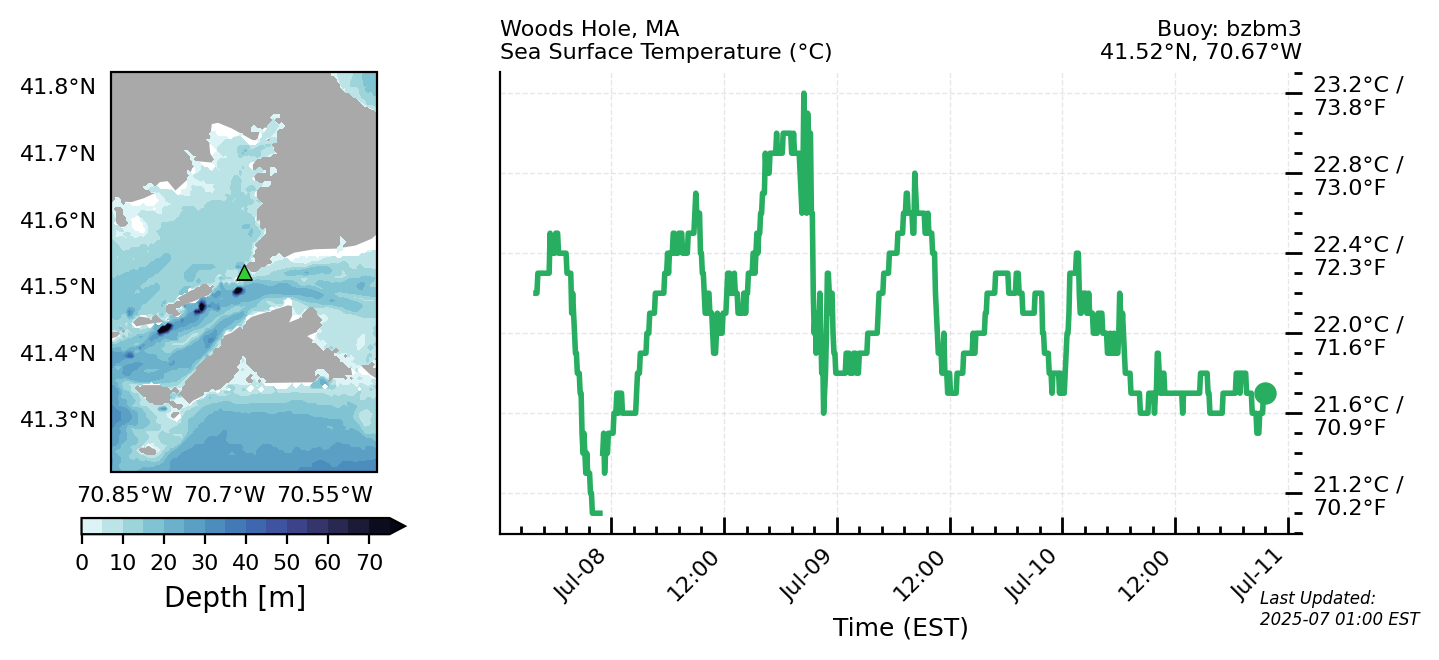 Woods Hole, MA
Sea Surface Temperature (°C)
Buoy: bzbm3
41.52°N, 70.67°W
41.8°N
41.7°N
41.6°N
41.5°N
41.4°N
41.3°N
70.85°W 70.7°W 70.55°W
0 10 20 30 40 50 60 70
Depth [m]
23.2°C /
73.8°F
22.8°C /
73.0°F
22.4°C /
72.3°F
22.0°C /
71.6°F
21.6°C /
70.9°F
21.2°C /
70.2°F
Jul-08 12:00 Jul-09 12:00 Jul-10 12:00 Jul-11
Time (EST)
Last Updated:
2025-07 01:00 EST